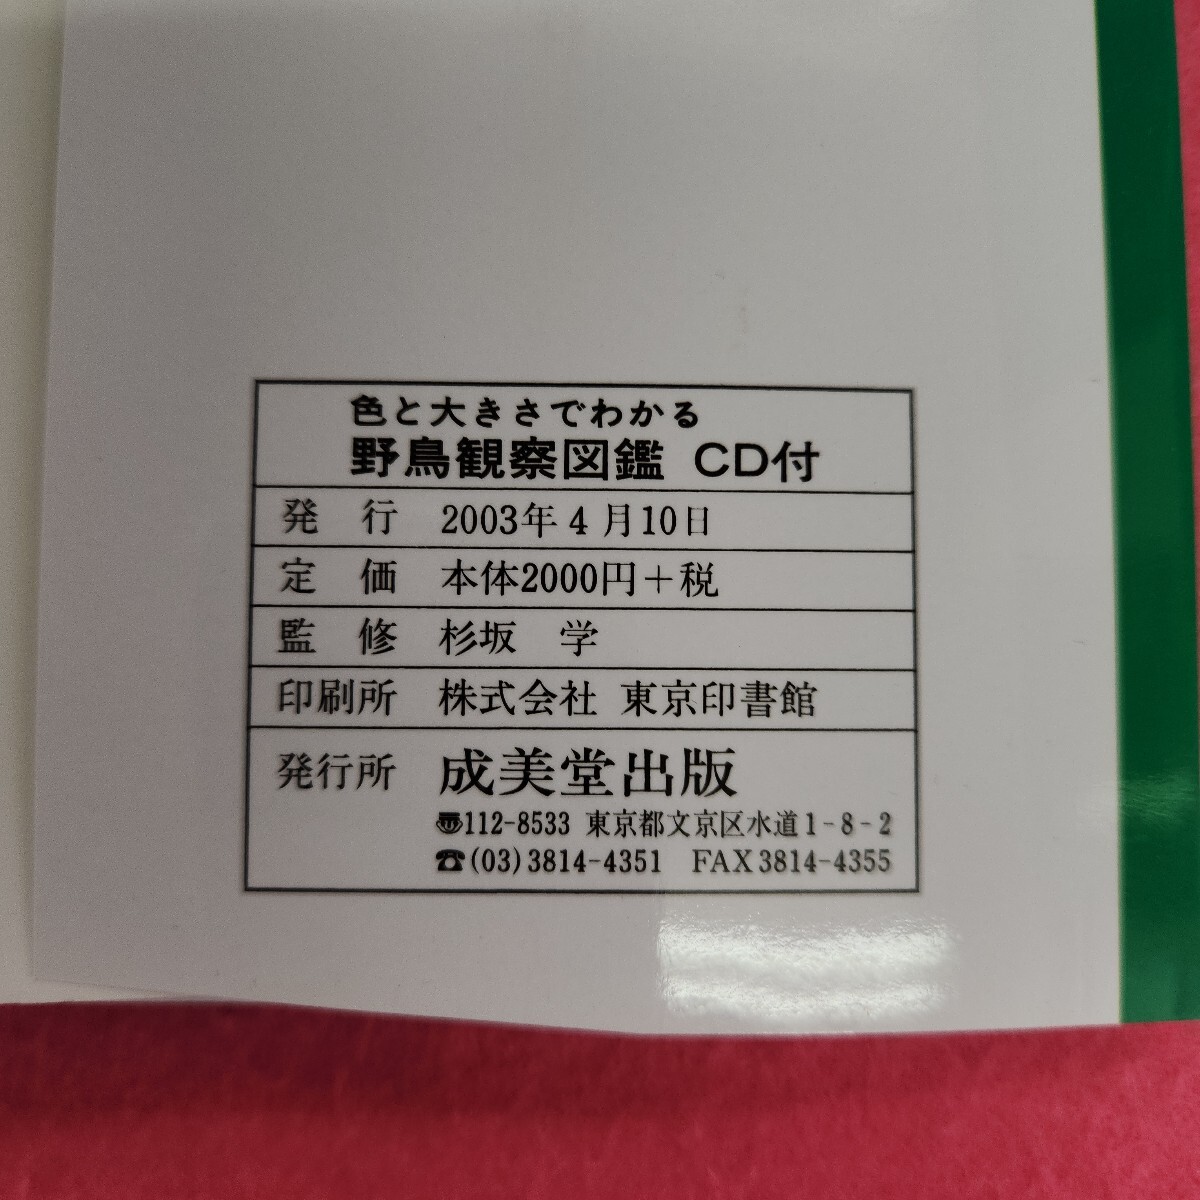 色と大きさでわかる
野鳥観察図鑑 CD付
発 行 2003年4月10日
定 価 本体2000円＋税
監 修 杉坂 学
印刷所 株式会社 東京印書館
発行所 成美堂出版
〠112-8533 東京都文京区水道1-8-2
☎(03)3814-4351 FAX3814-4355